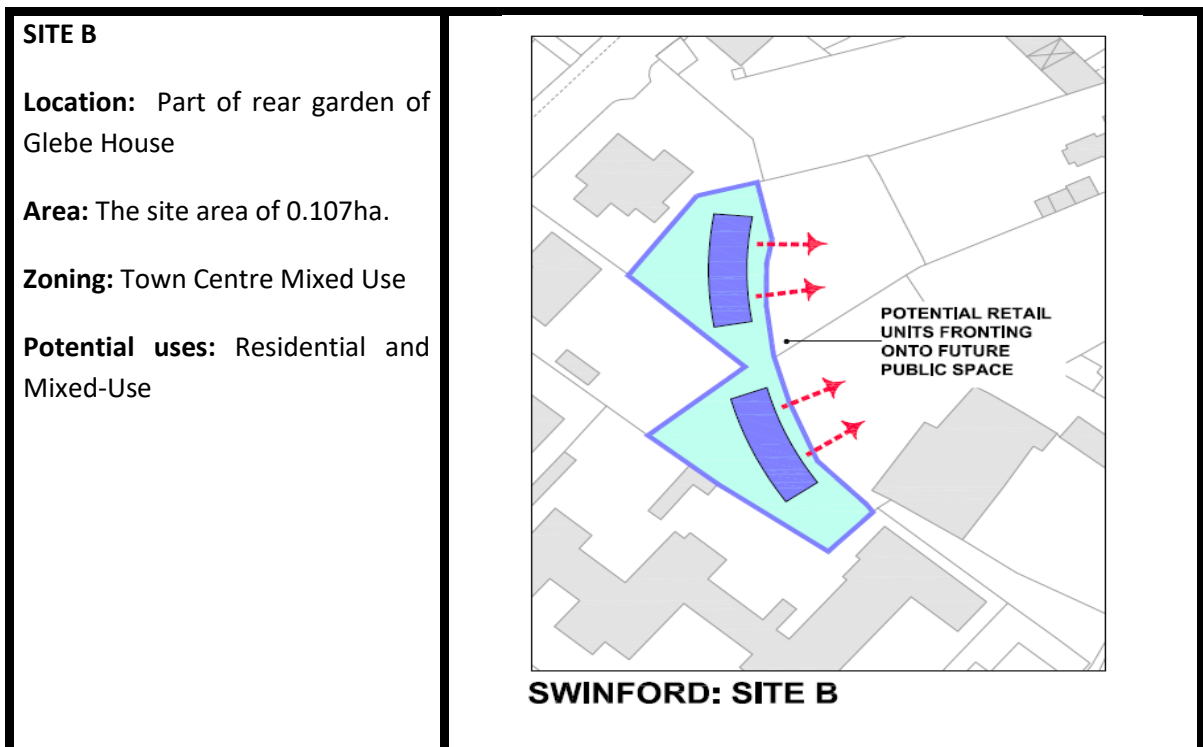 SITE B
Location: Part of rear garden of
Glebe House
Area: The site area of 0.107ha.
Zoning: Town Centre Mixed Use
Potential uses: Residential and
Mixed-Use
POTENTIAL RETAIL
UNITS FRONTING
ONTO FUTURE
PUBLIC SPACE
SWINFORD: SITE B